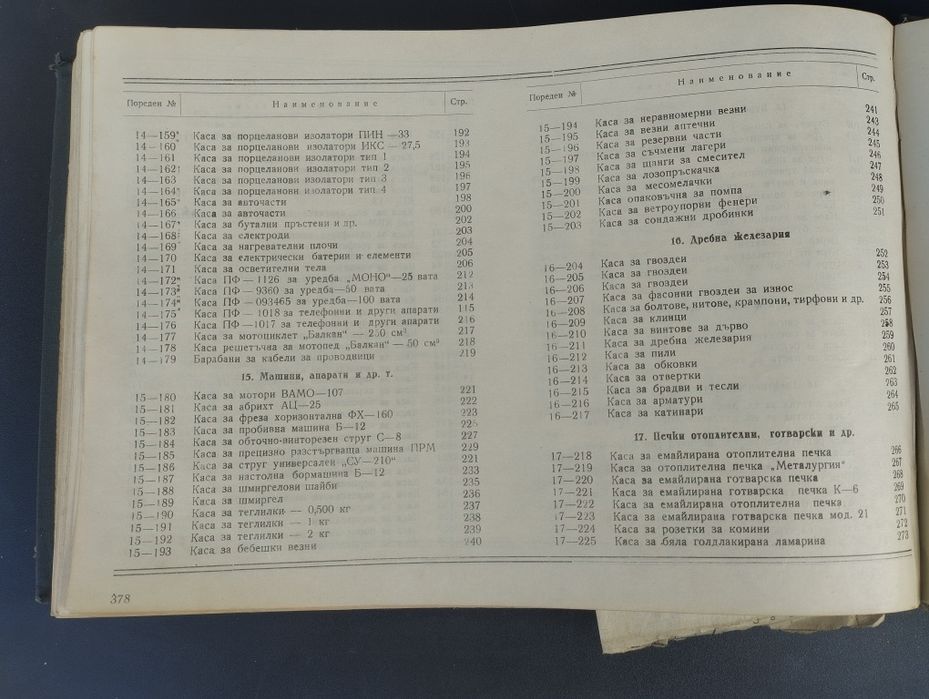 Пореден № Наименование Стр.
14—159 Каса за порцеланови изолатори ПИН —33 192
14—160 Каса за порцеланови изолатори ИКС — 27,5 193
14—161 Каса за порцеланови изолатори тип 1 194
14—162 Каса за порцеланови изолатори тип 2 195
14—163 Каса за порцеланови изолатори тип 3 196
14—164 Каса за порцеланови изолатори тип 4 197
14—165 Каса за авточасти 198
14—166 Каса за авточасти 200
14—167 Каса за бутални пръстени и др. 202
14—168 Каса за електроди 203
14—169 Каса за нагревателни плочи 204
14—170 Каса за електрически батерии и елементи 205
14—171 Каса за осветителни тела 206
14—172 Каса ПФ — 1126 за уредба „МОНО“—25 вата 212
14—173 Каса ПФ — 9360 за уредба—50 вата 213
14—174 Каса ПФ — 093465 за уредба—100 вата 214
14—175 Каса ПФ — 1018 за телефонни и други апарати 115
14—176 Каса ПФ —1017 за телефонни и други апарати 216
14—177 Каса за мотоциклет „Балкан“ — 250 см³ 217
14—178 Каса решетъчна за мотопед „Балкан“ — 50 см³ 218
14—179 Барабани за кабели за проводници 219
15. Машини, апарати и др. т.
15—180 Каса за мотори ВАМО—107 221
15—181 Каса за абрихт АЦ—25 222
15—182 Каса за фреза хоризонтална ФХ—160 223
15—183 Каса за пробивна машина Б—12
15—184 Каса за обточно-винторезен струг С—8 227
15—185 Каса за прецизно разстъргваща машина ПРМ 229
15—186 Каса за струг универсален „СУ—210“ 221
15—187 Каса за настолна бормашина Б—12 233
15—188 Каса за шмиргелови шайби 235
15—189 Каса за шмиргел 236
15—190 Каса за теглилки — 0,500 кг 237
15—191 Каса за теглилки — 1 кг 238
15—192 Каса за теглилки — 2 кг 239
15—193 Каса за бебешки везни 240
378
Пореден № Наименование Стр.
15—194 Каса за неравномерни везни 241
15—195 Каса за везни аптечни 243
15—196 Каса за резервни части 244
15—197 Каса за съчмени лагери 245
15—198 Каса за щанги за смесител 246
15—199 Каса за лозопръскачка 247
15—200 Каса за месомелачки 248
15—201 Каса опаковъчна за помпа 249
15—202 Каса за ветроупорни фенери 250
15—203 Каса за сондажни дробинки 251
16. Дребна железария
16—204 Каса за гвоздеи 252
16—205 Каса за гвоздеи 253
16—206 Каса за гвоздеи 254
16—207 Каса за фасонни гвоздеи за износ 255
16—208 Каса за болтове, нитове, крампони, тирфони и др. 256
16—209 Каса за клинци 257
16—210 Каса за винтове за дърво 258
16—211 Каса за дребна железария 259
16—212 Каса за пили 260
16—213 Каса за обковки 261
16—214 Каса за отвертки 262
16—215 Каса за брадви и тесли 263
16—216 Каса за арматури 264
16—217 Каса за катинари 265
17. Печки отоплителни, готварски и др.
17—218 Каса за емайлирана отоплителна печка 266
17—219 Каса за отоплителна печка „Металургия“ 267
17—220 Каса за емайлирана готварска печка 268
17—221 Каса за емайлирана готварска печка К—6 269
17—222 Каса за емайлирана отоплителна печка 270
17—223 Каса за емайлирана готварска печка мод. 21 271
17—224 Каса за розетки за комини 272
17—225 Каса за бяла голдлакирана ламарина 273